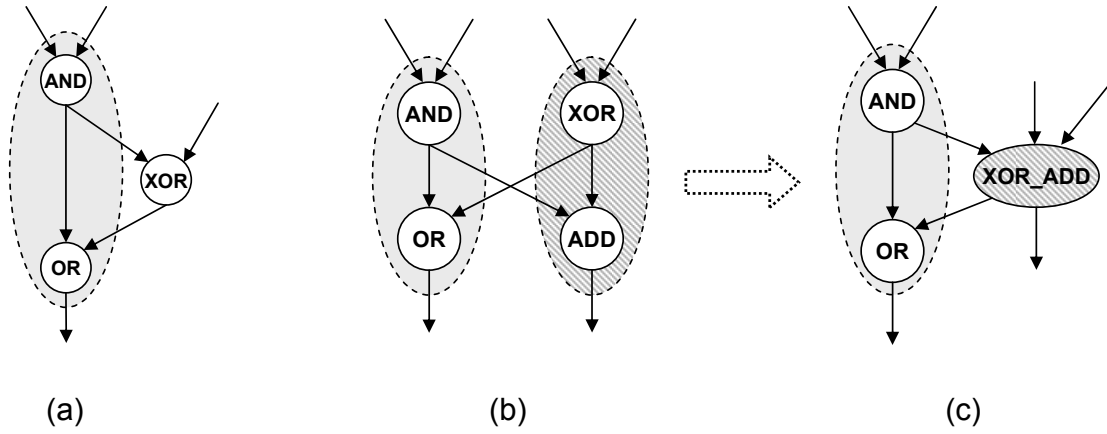 AND
XOR
OR
(a)
AND
XOR
OR
ADD
(b)
AND
XOR_ADD
OR
(c)